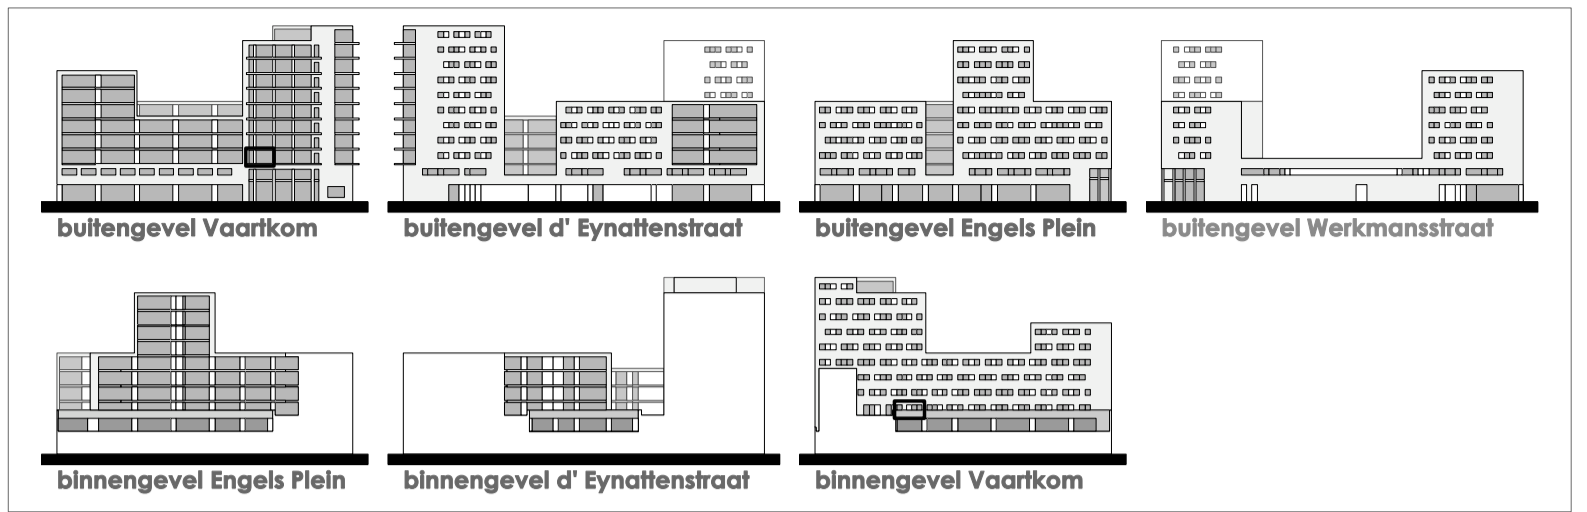 buitengevel Vaartkom
buitengevel d' Eynattenstraat
buitengevel Engels Plein
buitengevel Werkmansstraat
binnengevel Engels Plein
binnengevel d' Eynattenstraat
binnengevel Vaartkom